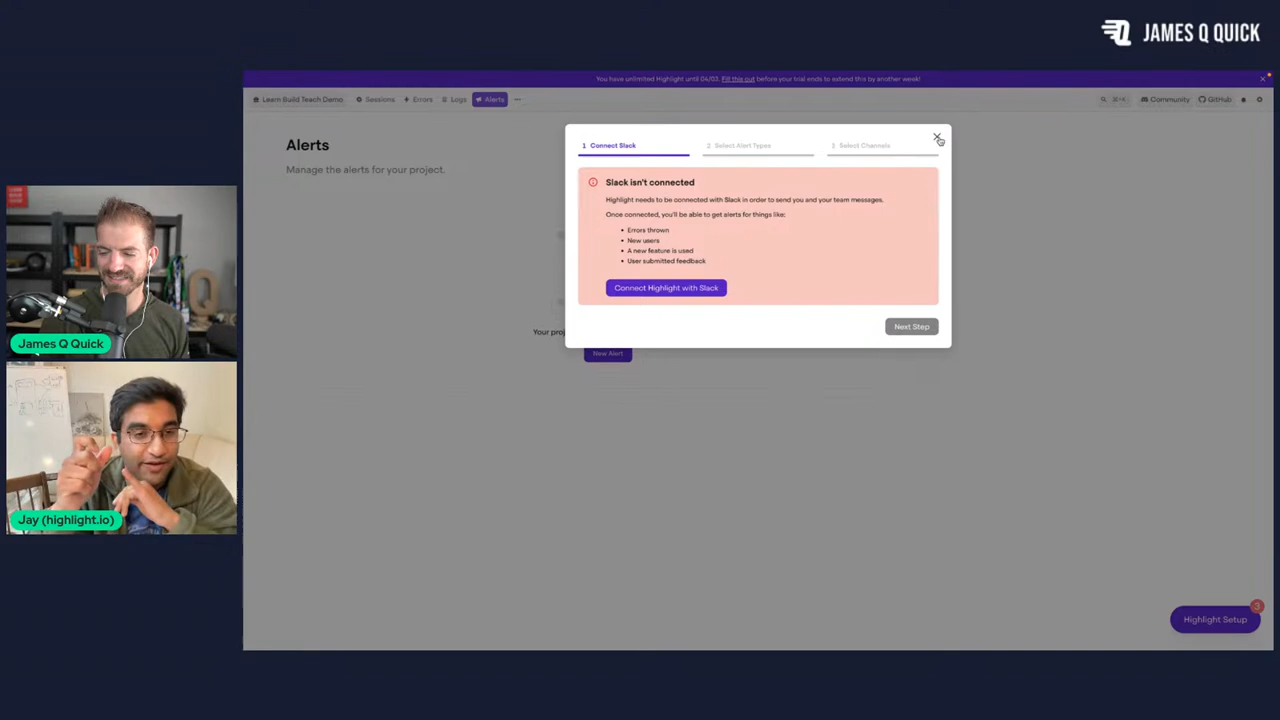 JAMES Q QUICK
You have unlimited Highlight until 04/03. Fill this out before your trial ends to extend this by another week!
Learn Build Teach Demo
Sessions
Errors
Logs
Alerts
Community
GitHub
Alerts
Manage the alerts for your project.
1 Connect Slack
2 Select Alert Types
3 Select Channels
Slack isn't connected
Highlight needs to be connected with Slack in order to send you and your team messages.
Once connected, you'll be able to get alerts for things like:
• Errors thrown
• New users
• A new feature is used
• User submitted feedback
Connect Highlight with Slack
Next Step
Your proj
New Alert
James Q Quick
Jay (highlight.io)
3
Highlight Setup